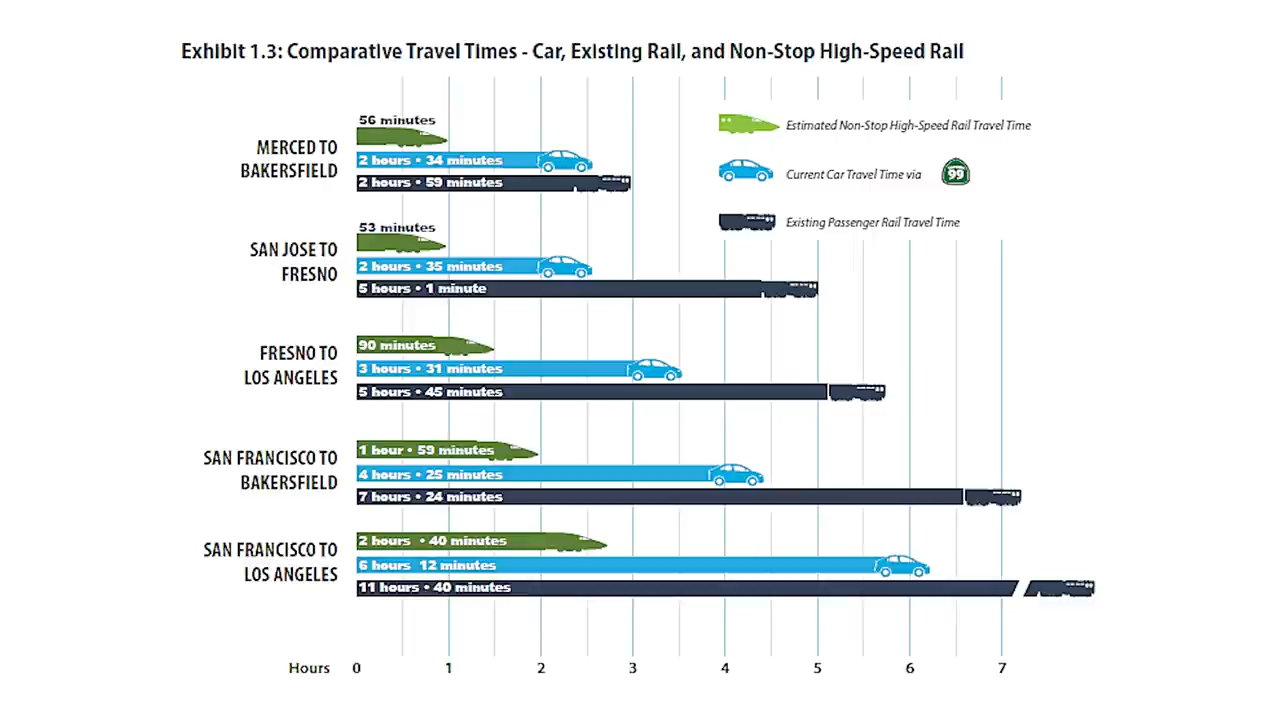 Exhibit 1.3: Comparative Travel Times - Car, Existing Rail, and Non-Stop High-Speed Rail
Estimated Non-Stop High-Speed Rail Travel Time
Current Car Travel Time via 99
Existing Passenger Rail Travel Time
MERCED TO
BAKERSFIELD
56 minutes
2 hours • 34 minutes
2 hours • 59 minutes
SAN JOSE TO
FRESNO
53 minutes
2 hours • 35 minutes
5 hours • 1 minute
FRESNO TO
LOS ANGELES
90 minutes
3 hours • 31 minutes
5 hours • 45 minutes
SAN FRANCISCO TO
BAKERSFIELD
1 hour • 59 minutes
4 hours • 25 minutes
7 hours • 24 minutes
SAN FRANCISCO TO
LOS ANGELES
2 hours • 40 minutes
6 hours 12 minutes
11 hours • 40 minutes
Hours 0 1 2 3 4 5 6 7